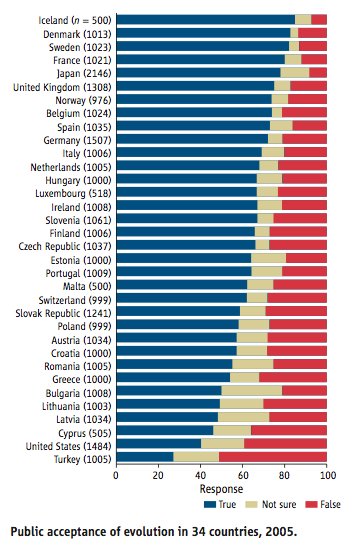 Iceland (n = 500)
Denmark (1013)
Sweden (1023)
France (1021)
Japan (2146)
United Kingdom (1308)
Norway (976)
Belgium (1024)
Spain (1035)
Germany (1507)
Italy (1006)
Netherlands (1005)
Hungary (1000)
Luxembourg (518)
Ireland (1008)
Slovenia (1061)
Finland (1006)
Czech Republic (1037)
Estonia (1000)
Portugal (1009)
Malta (500)
Switzerland (999)
Slovak Republic (1241)
Poland (999)
Austria (1034)
Croatia (1000)
Romania (1005)
Greece (1000)
Bulgaria (1008)
Lithuania (1003)
Latvia (1034)
Cyprus (505)
United States (1484)
Turkey (1005)
0 20 40 60 80 100
Response
True Not sure False
Public acceptance of evolution in 34 countries, 2005.